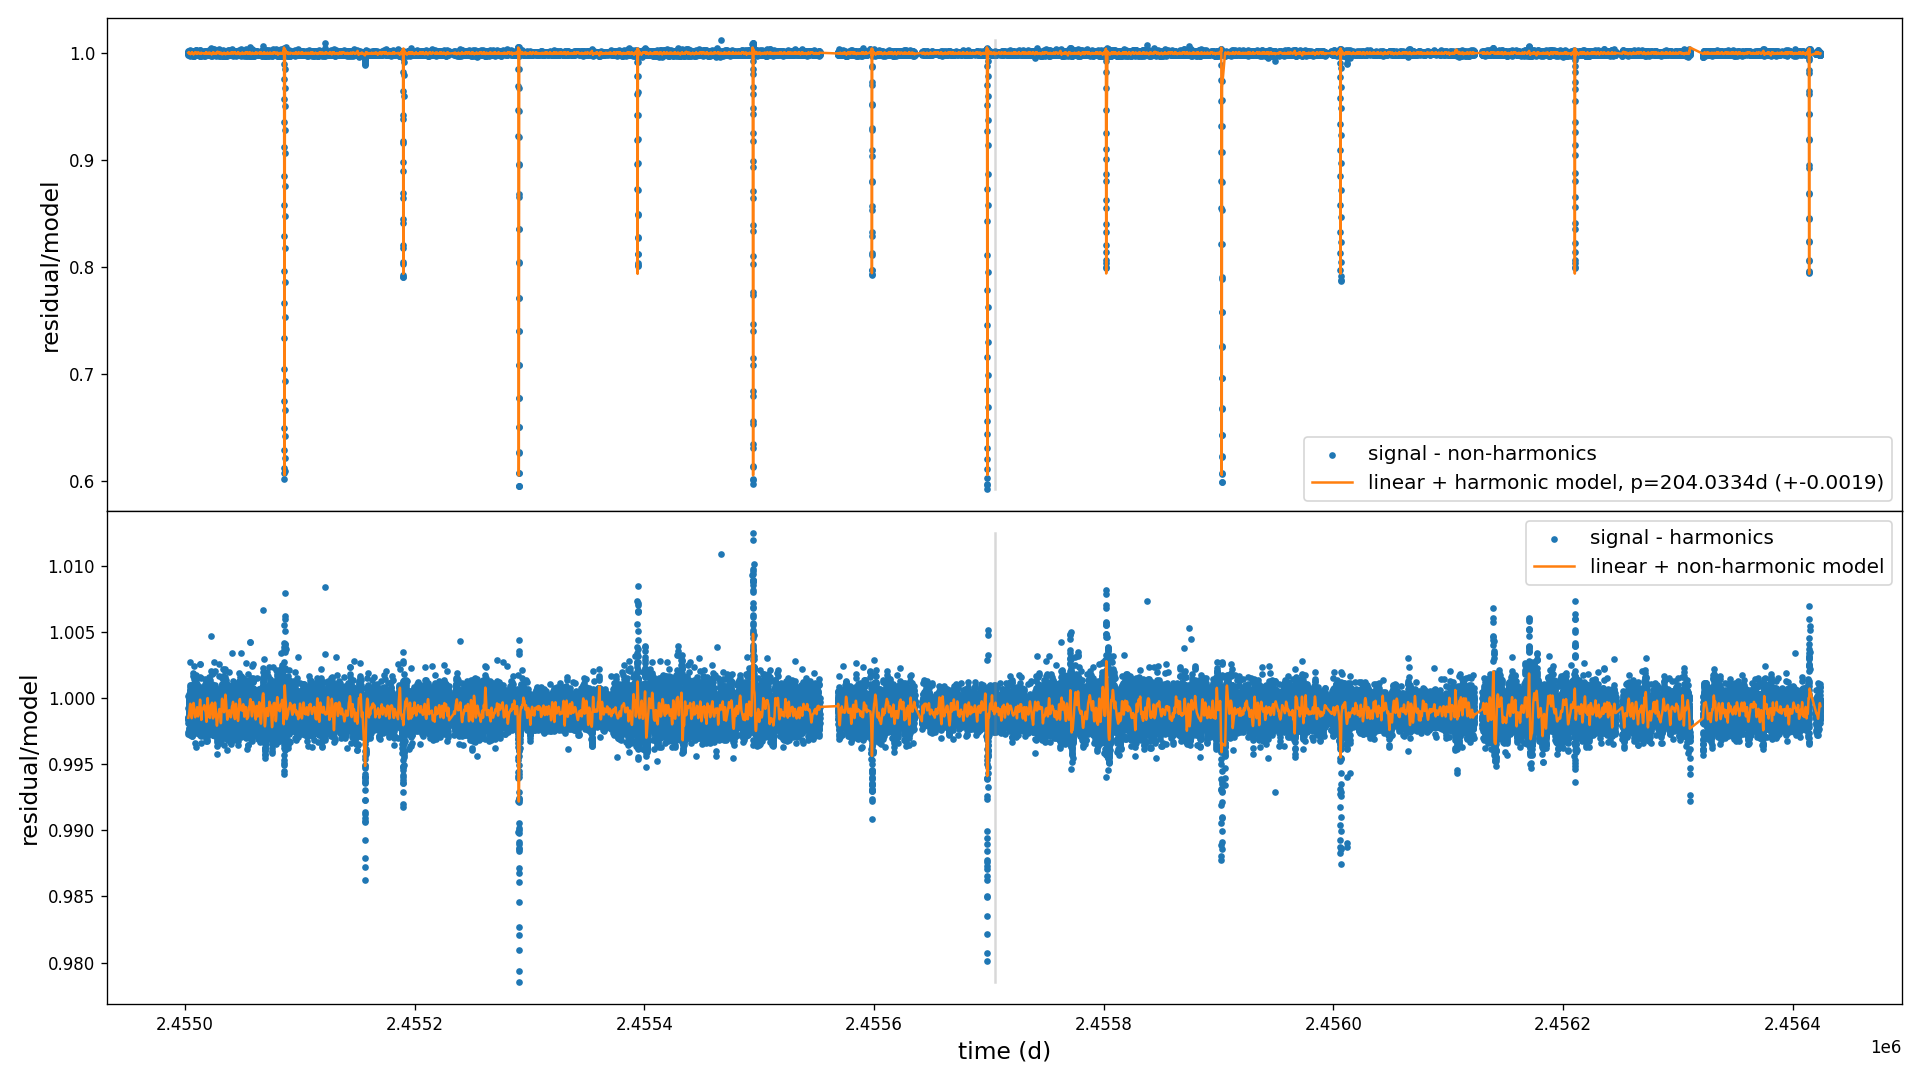 1.0
0.9
0.8
0.7
0.6
residual/model
signal - non-harmonics
linear + harmonic model, p=204.0334d (+-0.0019)
signal - harmonics
linear + non-harmonic model
1.010
1.005
1.000
0.995
0.990
0.985
0.980
residual/model
2.4550 2.4552 2.4554 2.4556 2.4558 2.4560 2.4562 2.4564
1e6
time (d)